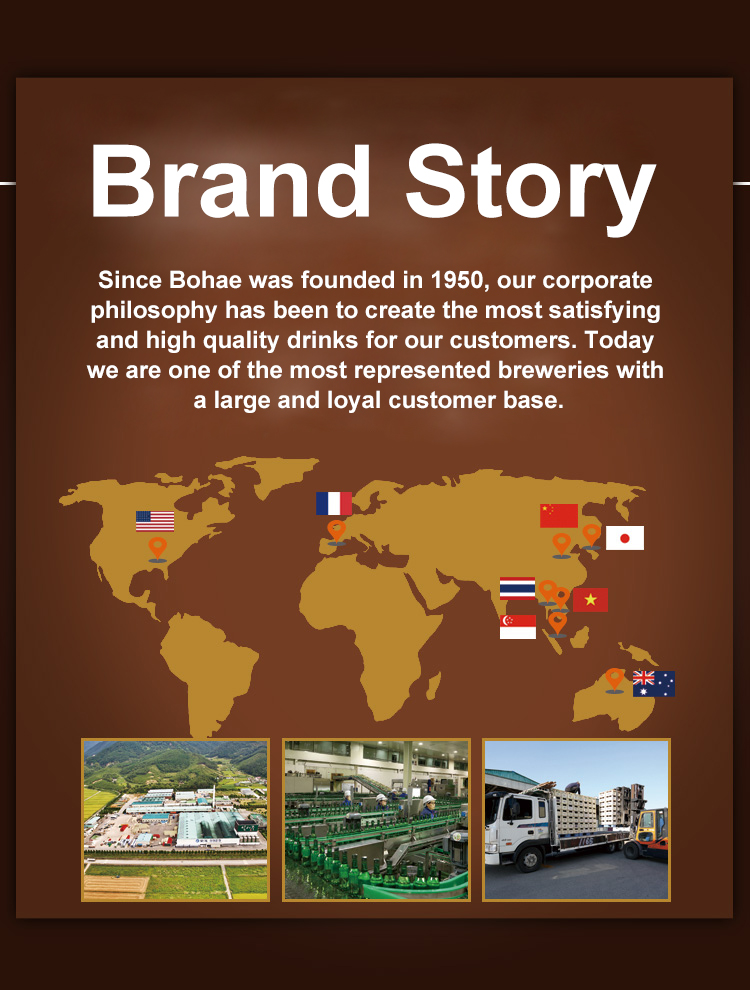 Brand Story
Since Bohae was founded in 1950, our corporate
philosophy has been to create the most satisfying
and high quality drinks for our customers. Today
we are one of the most represented breweries with
a large and loyal customer base.